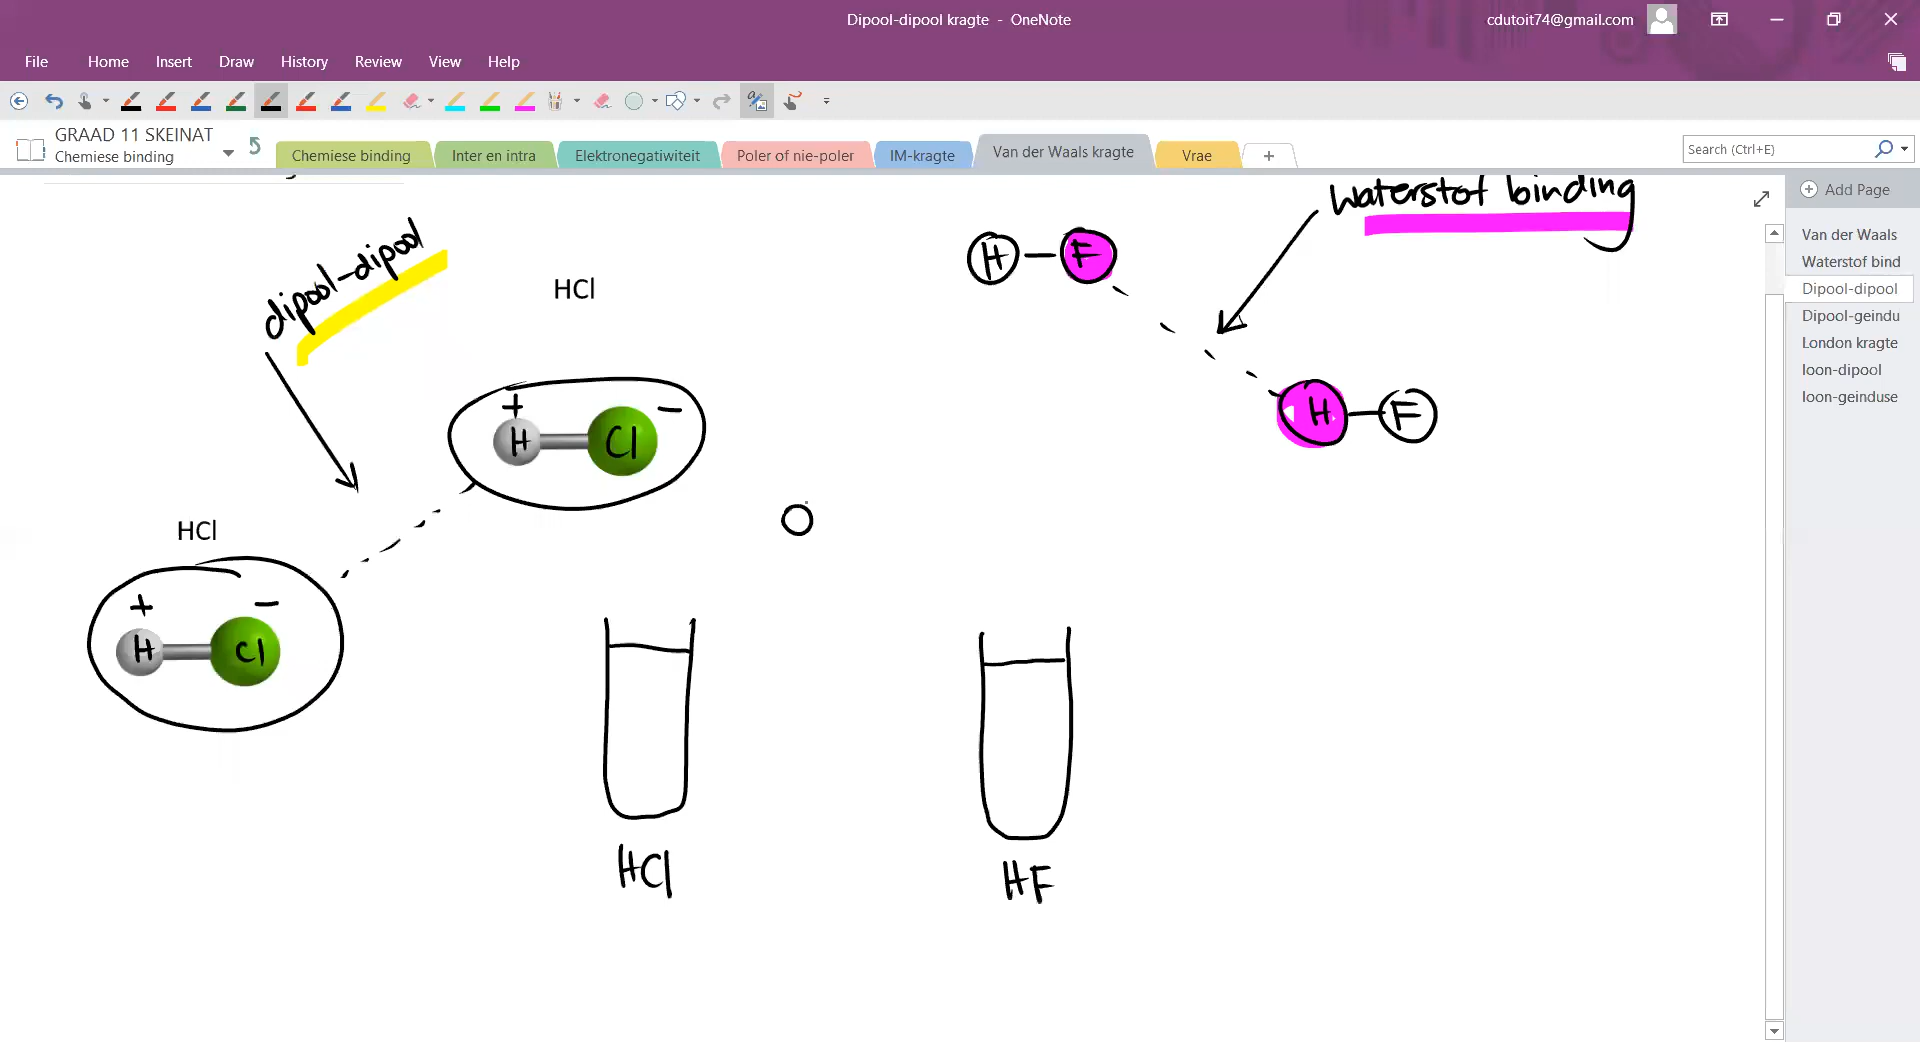 Dipool-dipool kragte - OneNote
cdutoit74@gmail.com
File Home Insert Draw History Review View Help
GRAAD 11 SKEINAT
Chemiese binding
Chemiese binding Inter en intra Elektronegatiwiteit Poler of nie-poler IM-kragte Van der Waals kragte Vrae +
Search (Ctrl+E)
Add Page
Van der Waals
Waterstof bind
Dipool-dipool
Dipool-geindu
London kragte
Ioon-dipool
Ioon-geinduse
waterstof binding
dipool-dipool
HCl
H F
H F
+ -
H Cl
HCl
+ -
H Cl
HCl
HF